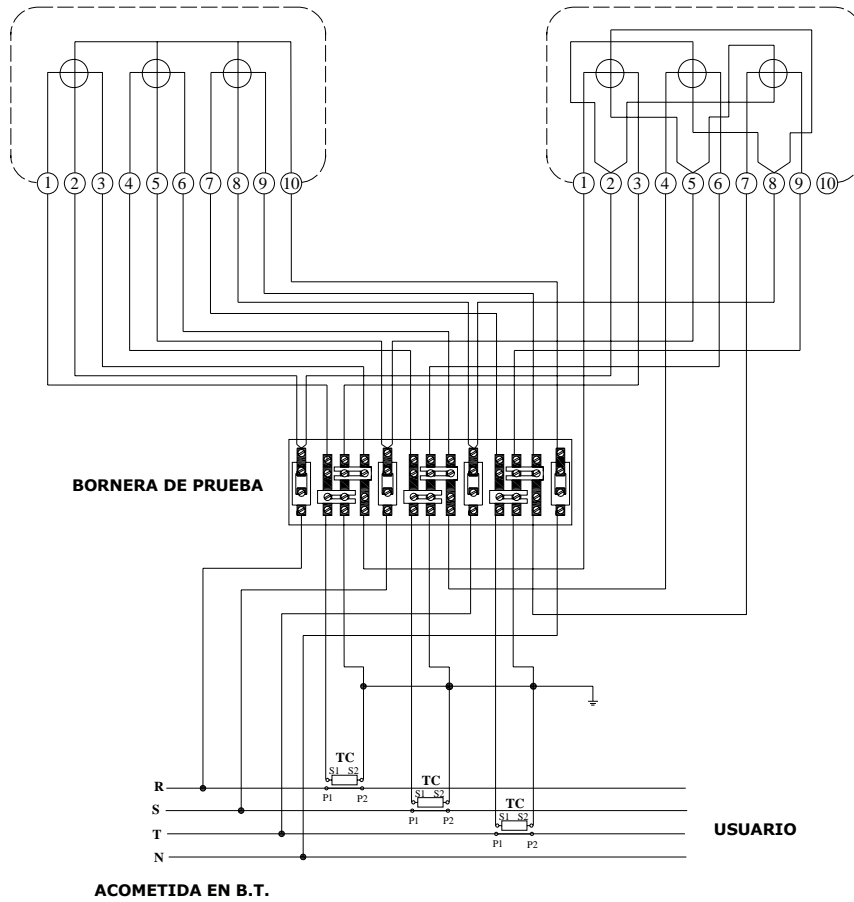 1 2 3 4 5 6 7 8 9 10
1 2 3 4 5 6 7 8 9 10
BORNERA DE PRUEBA
TC
S1 S2
R
P1 P2
TC
S1 S2
S
P1 P2
TC
S1 S2
T
P1 P2
USUARIO
N
ACOMETIDA EN B.T.